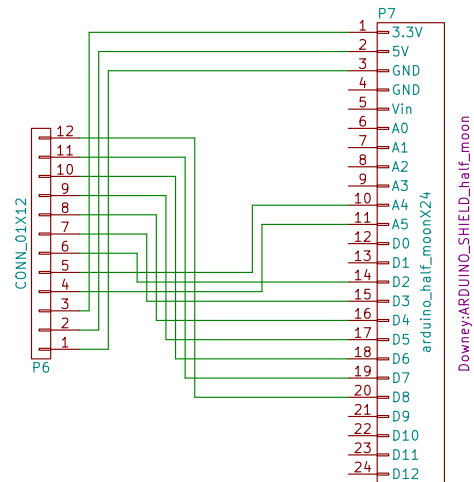 P7
1 3.3V
2 5V
3 GND
4 GND
5 Vin
6 A0
7 A1
8 A2
9 A3
10 A4
11 A5
12 D0
13 D1
14 D2
15 D3
16 D4
17 D5
18 D6
19 D7
20 D8
21 D9
22 D10
23 D11
24 D12
arduino_half_moonX24
Downey:ARDUINO_SHIELD_half_moon
CONN_01X12
12
11
10
9
8
7
6
5
4
3
2
1
P6